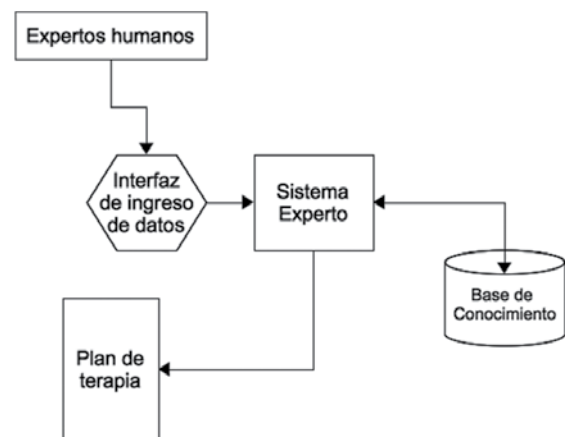 Expertos humanos
Interfaz
de ingreso
de datos
Sistema
Experto
Base de
Conocimiento
Plan de
terapia